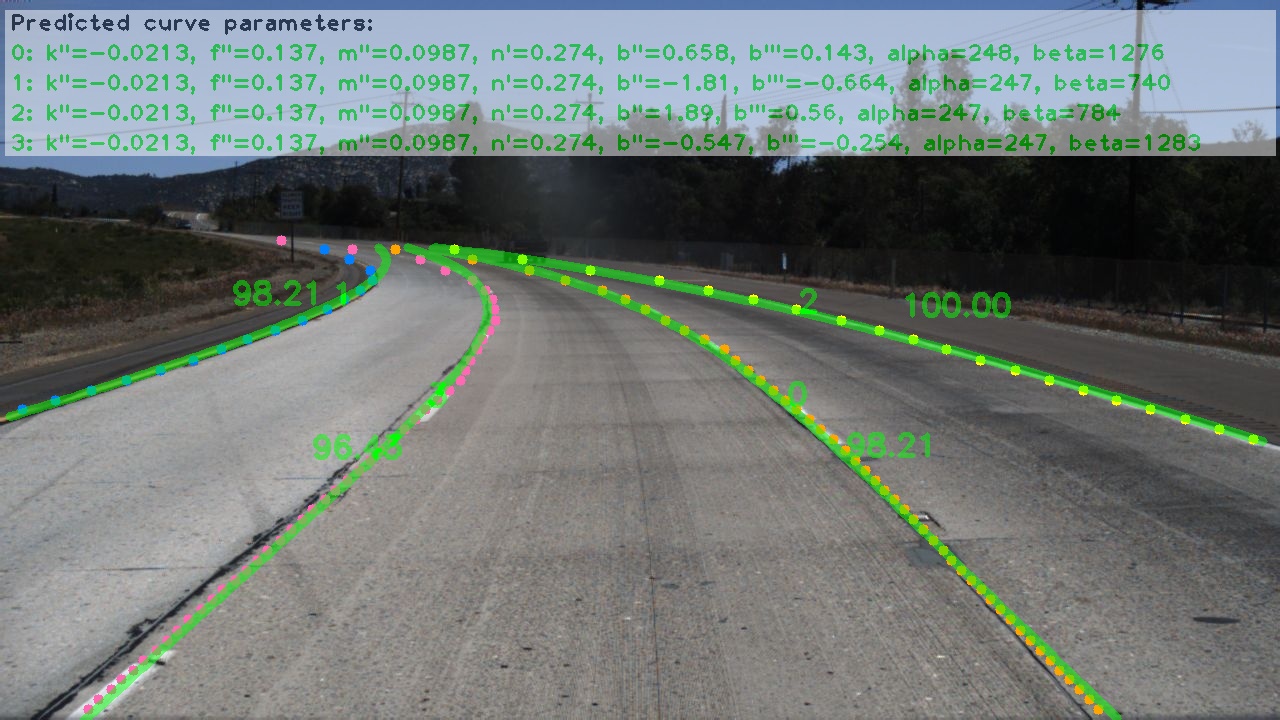 Predicted curve parameters:
0: k''=-0.0213, f''=0.137, m''=0.0987, n'=0.274, b''=0.658, b'''=0.143, alpha=248, beta=1276
1: k''=-0.0213, f''=0.137, m''=0.0987, n'=0.274, b''=-1.81, b'''=-0.664, alpha=247, beta=740
2: k''=-0.0213, f''=0.137, m''=0.0987, n'=0.274, b''=1.89, b'''=0.56, alpha=247, beta=784
3: k''=-0.0213, f''=0.137, m''=0.0987, n'=0.274, b''=-0.547, b'''=-0.254, alpha=247, beta=1283
KEEP
RIGHT
98.21 1
2 100.00
0
98.21